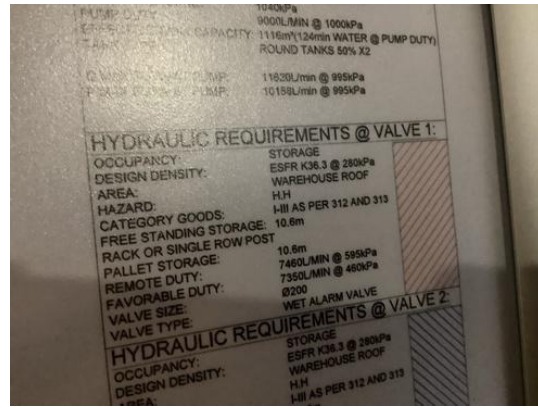 1040kPa
PUMP DUTY: 9000L/MIN @ 1000kPa
CAPACITY: 1116m³(124min WATER @ PUMP DUTY)
ROUND TANKS 50% X2
PUMP: 11620L/min @ 995kPa
PUMP: 10158L/min @ 995kPa
HYDRAULIC REQUIREMENTS @ VALVE 1:
OCCUPANCY: STORAGE
DESIGN DENSITY: ESFR K36.3 @ 280kPa
AREA: WAREHOUSE ROOF
HAZARD: H.H
CATEGORY GOODS: I-III AS PER 312 AND 313
FREE STANDING STORAGE: 10.6m
RACK OR SINGLE ROW POST
PALLET STORAGE: 10.6m
REMOTE DUTY: 7460L/MIN @ 595kPa
FAVORABLE DUTY: 7350L/MIN @ 460kPa
VALVE SIZE: Ø200
VALVE TYPE: WET ALARM VALVE
HYDRAULIC REQUIREMENTS @ VALVE 2:
OCCUPANCY: STORAGE
DESIGN DENSITY: ESFR K36.3 @ 280kPa
AREA: WAREHOUSE ROOF
H.H
I-III AS PER 312 AND 313